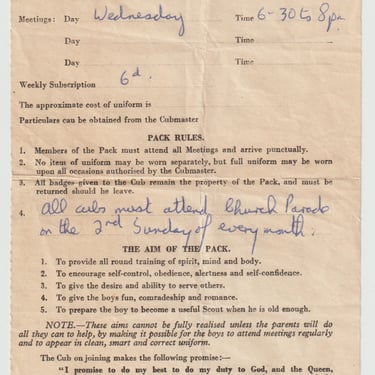 Meetings: Day Wednesday Time 6-30 to 8pm.
Day Time
Day Time
Weekly Subscription 6d.
The approximate cost of uniform is
Particulars can be obtained from the Cubmaster
PACK RULES.
1. Members of the Pack must attend all Meetings and arrive punctually.
2. No item of uniform may be worn separately, but full uniform may be worn
upon all occasions authorised by the Cubmaster.
3. All badges given to the Cub remain the property of the Pack, and must be
returned should he leave.
4. All cubs must attend Church Parade
on the 2nd Sunday of every month.
THE AIM OF THE PACK.
1. To provide all round training of spirit, mind and body.
2. To encourage self-control, obedience, alertness and self-confidence.
3. To give the desire and ability to serve others.
4. To give the boys fun, comradeship and romance.
5. To prepare the boy to become a useful Scout when he is old enough.
NOTE.—These aims cannot be fully realised unless the parents will do
all they can to help, by making it possible for the boys to attend meetings regularly
and to appear in clean, smart and correct uniform.
The Cub on joining makes the following promise:—
"I promise to do my best to do my duty to God, and the Queen,